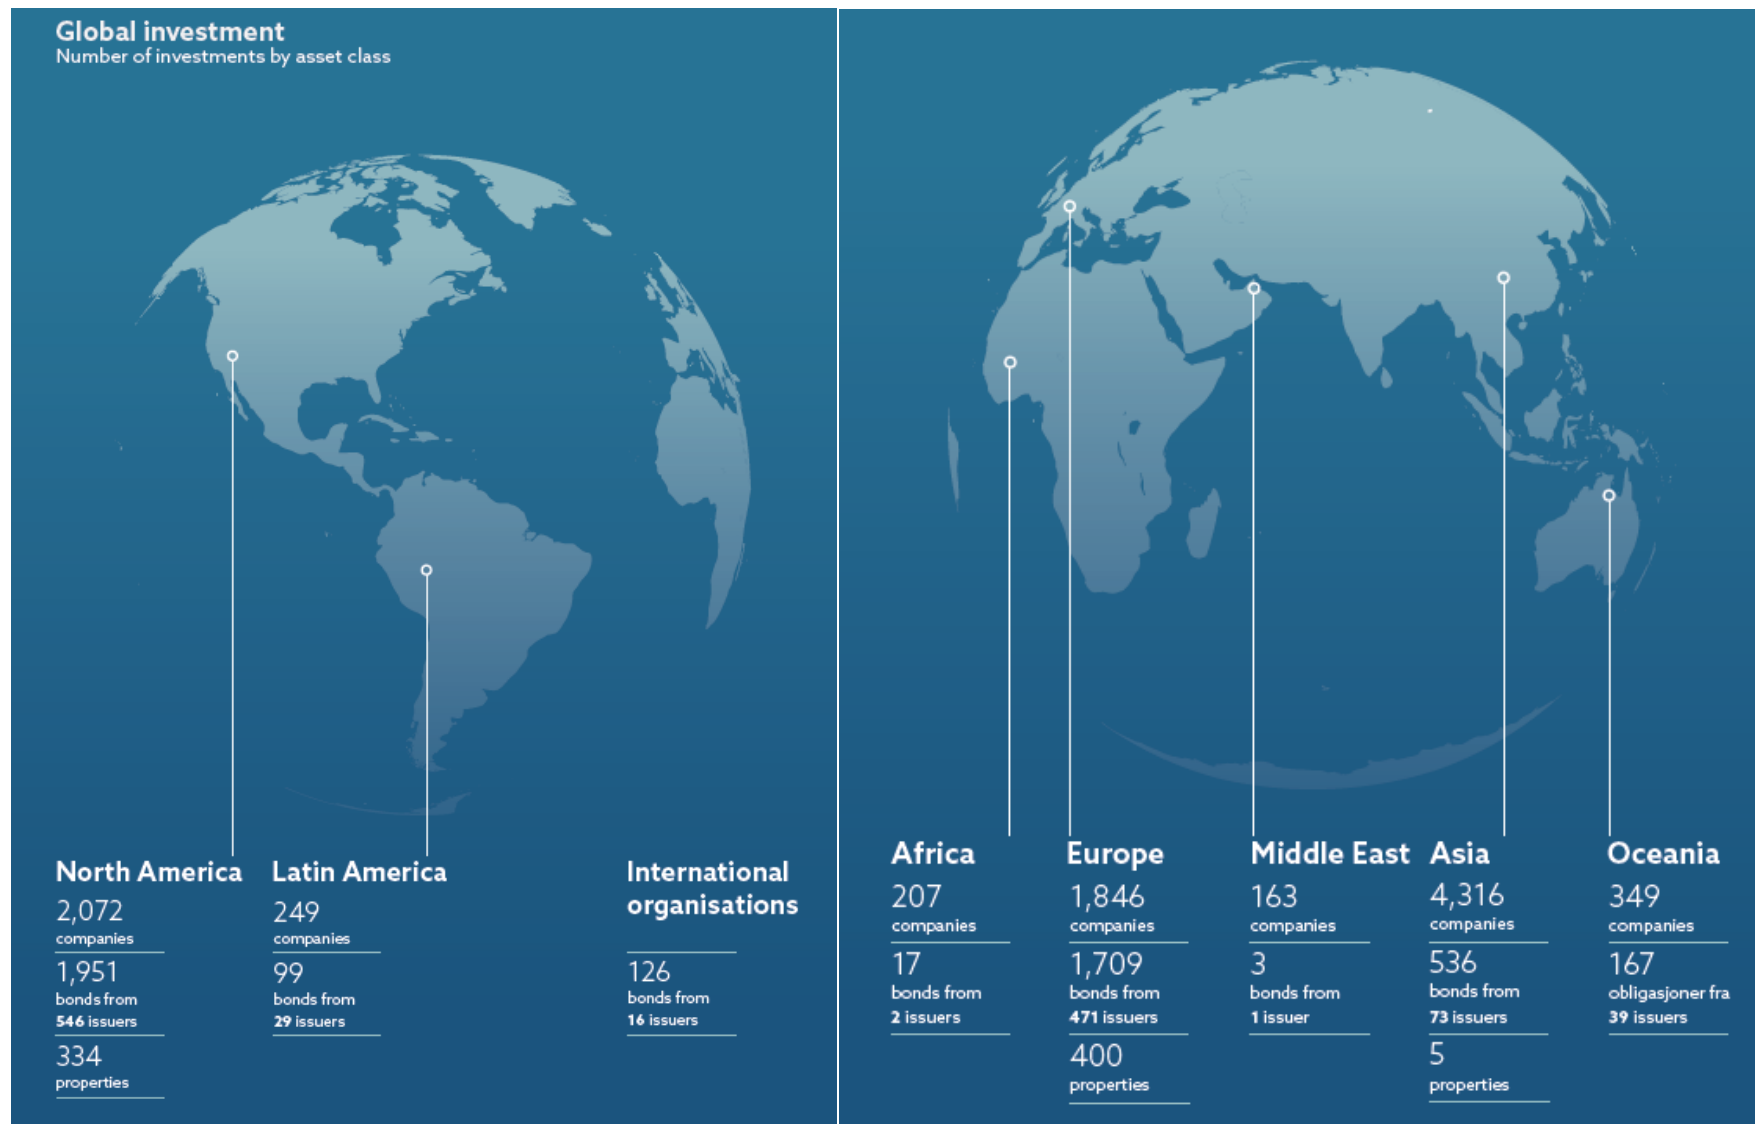 Global investment
Number of investments by asset class
North America
2,072
companies
1,951
bonds from
546 issuers
334
properties
Latin America
249
companies
99
bonds from
29 issuers
International
organisations
126
bonds from
16 issuers
Africa
207
companies
17
bonds from
2 issuers
Europe
1,846
companies
1,709
bonds from
471 issuers
400
properties
Middle East
163
companies
3
bonds from
1 issuer
Asia
4,316
companies
536
bonds from
73 issuers
5
properties
Oceania
349
companies
167
obligasjoner fra
39 issuers